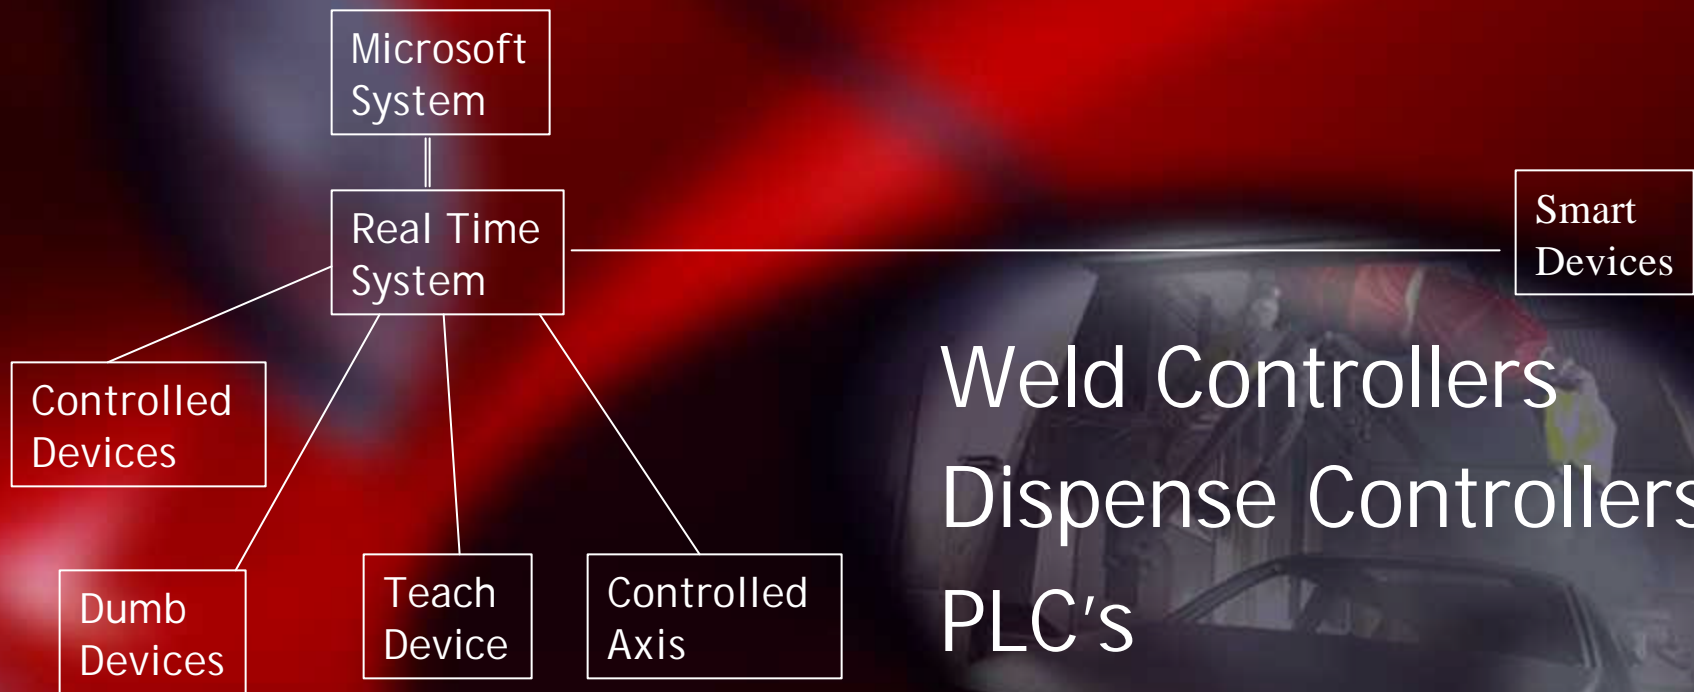 Microsoft
System
Real Time
System
Smart
Devices
Controlled
Devices
Weld Controllers
Dispense Controllers
PLC's
Dumb
Devices
Teach
Device
Controlled
Axis